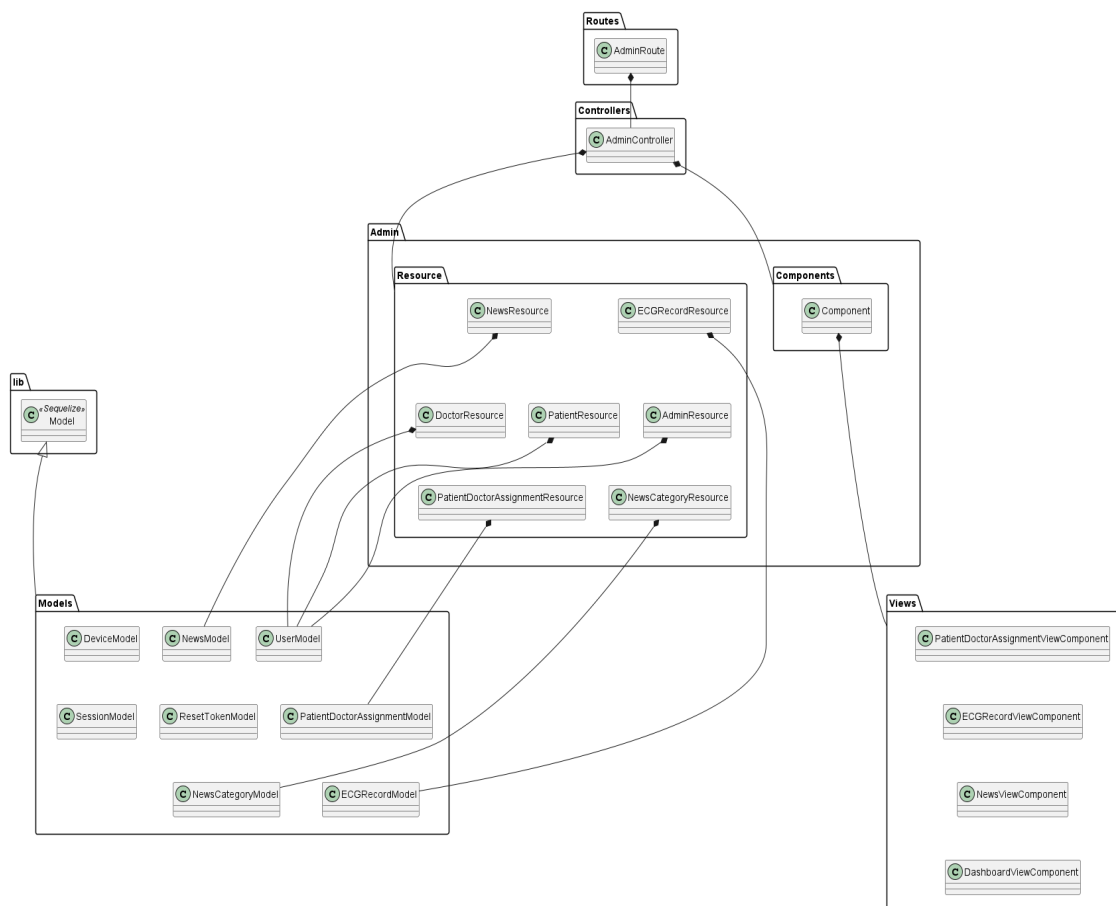 Routes
C AdminRoute
Controllers
C AdminController
Admin
Resource
Components
C NewsResource
C ECGRecordResource
C Component
lib
C «Sequelize»
Model
C DoctorResource
C PatientResource
C AdminResource
C PatientDoctorAssignmentResource
C NewsCategoryResource
Models
Views
C DeviceModel
C NewsModel
C UserModel
C PatientDoctorAssignmentViewComponent
C SessionModel
C ResetTokenModel
C PatientDoctorAssignmentModel
C ECGRecordViewComponent
C NewsCategoryModel
C ECGRecordModel
C NewsViewComponent
C DashboardViewComponent